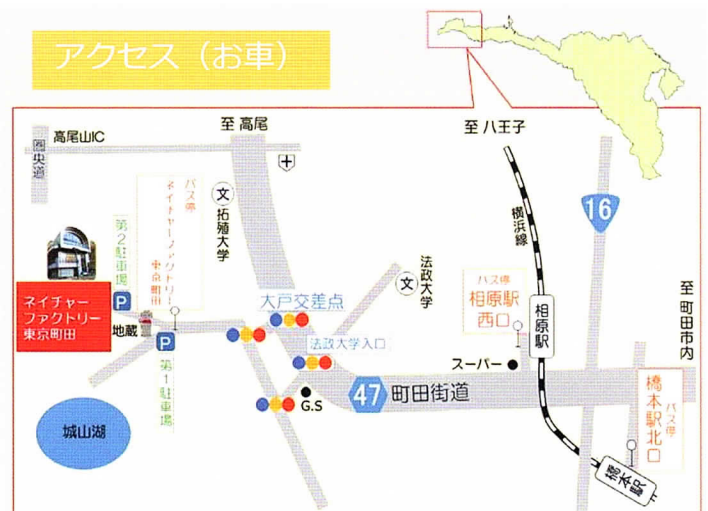 アクセス（お車）
至 高尾
至 八王子
高尾山IC
圏央道
16
バス停
ネイチャーファクトリー
東京町田
文
拓殖大学
横浜線
第2駐車場
P
法政大学
文
バス停
相原駅
西口
至 町田市内
ネイチャー
ファクトリー
東京町田
地蔵
P
第1駐車場
大戸交差点
法政大学入口
相原駅
スーパー
47
町田街道
G.S
バス停
橋本駅北口
城山湖
橋本駅